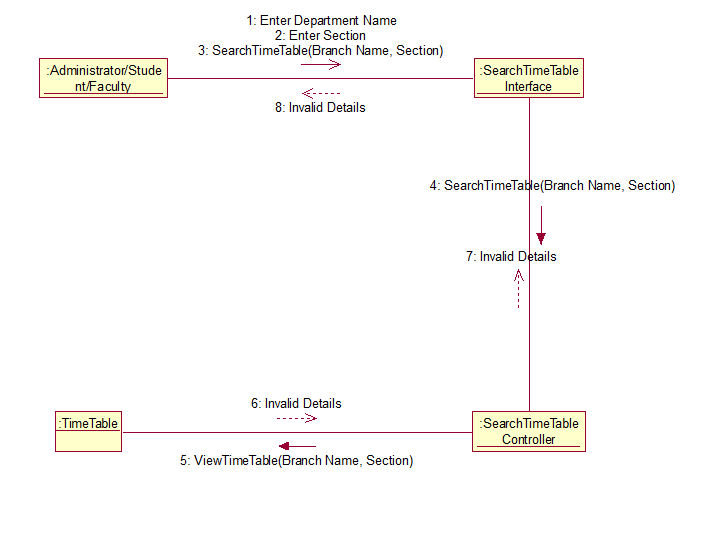 1: Enter Department Name
2: Enter Section
3: SearchTimeTable(Branch Name, Section)
:Administrator/Stude
nt/Faculty
:SearchTimeTable
Interface
8: Invalid Details
4: SearchTimeTable(Branch Name, Section)
7: Invalid Details
6: Invalid Details
:TimeTable
:SearchTimeTable
Controller
5: ViewTimeTable(Branch Name, Section)